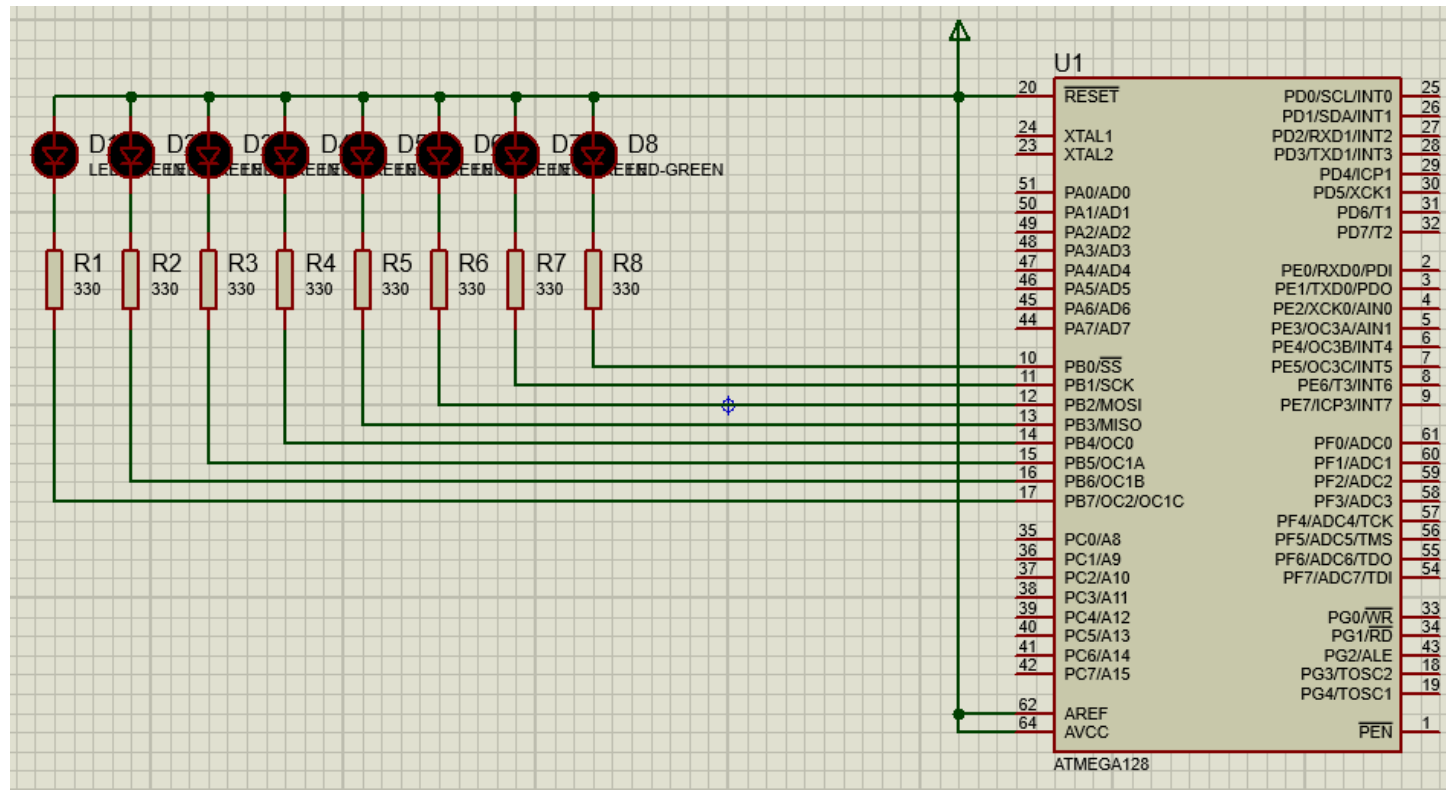 U1
20 RESET PD0/SCL/INT0 25
PD1/SDA/INT1 26
24 XTAL1 PD2/RXD1/INT2 27
23 XTAL2 PD3/TXD1/INT3 28
PD4/ICP1 29
51 PA0/AD0 PD5/XCK1 30
50 PA1/AD1 PD6/T1 31
49 PA2/AD2 PD7/T2 32
48 PA3/AD3
47 PA4/AD4 PE0/RXD0/PDI 2
46 PA5/AD5 PE1/TXD0/PDO 3
45 PA6/AD6 PE2/XCK0/AIN0 4
44 PA7/AD7 PE3/OC3A/AIN1 5
PE4/OC3B/INT4 6
10 PB0/SS PE5/OC3C/INT5 7
11 PB1/SCK PE6/T3/INT6 8
12 PB2/MOSI PE7/ICP3/INT7 9
13 PB3/MISO
14 PB4/OC0 PF0/ADC0 61
15 PB5/OC1A PF1/ADC1 60
16 PB6/OC1B PF2/ADC2 59
17 PB7/OC2/OC1C PF3/ADC3 58
PF4/ADC4/TCK 57
35 PC0/A8 PF5/ADC5/TMS 56
36 PC1/A9 PF6/ADC6/TDO 55
37 PC2/A10 PF7/ADC7/TDI 54
38 PC3/A11
39 PC4/A12 PG0/WR 33
40 PC5/A13 PG1/RD 34
41 PC6/A14 PG2/ALE 43
42 PC7/A15 PG3/TOSC2 18
PG4/TOSC1 19
62 AREF
64 AVCC PEN 1
ATMEGA128
D8
R1 R2 R3 R4 R5 R6 R7 R8
330 330 330 330 330 330 330 330